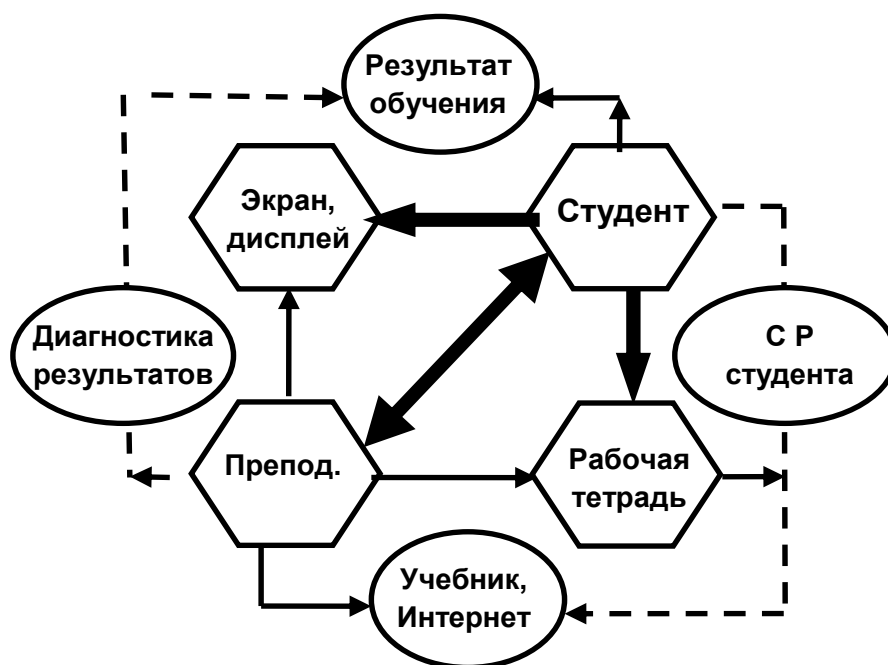 Результат
обучения
Экран,
дисплей
Студент
Диагностика
результатов
С Р
студента
Препод.
Рабочая
тетрадь
Учебник,
Интернет